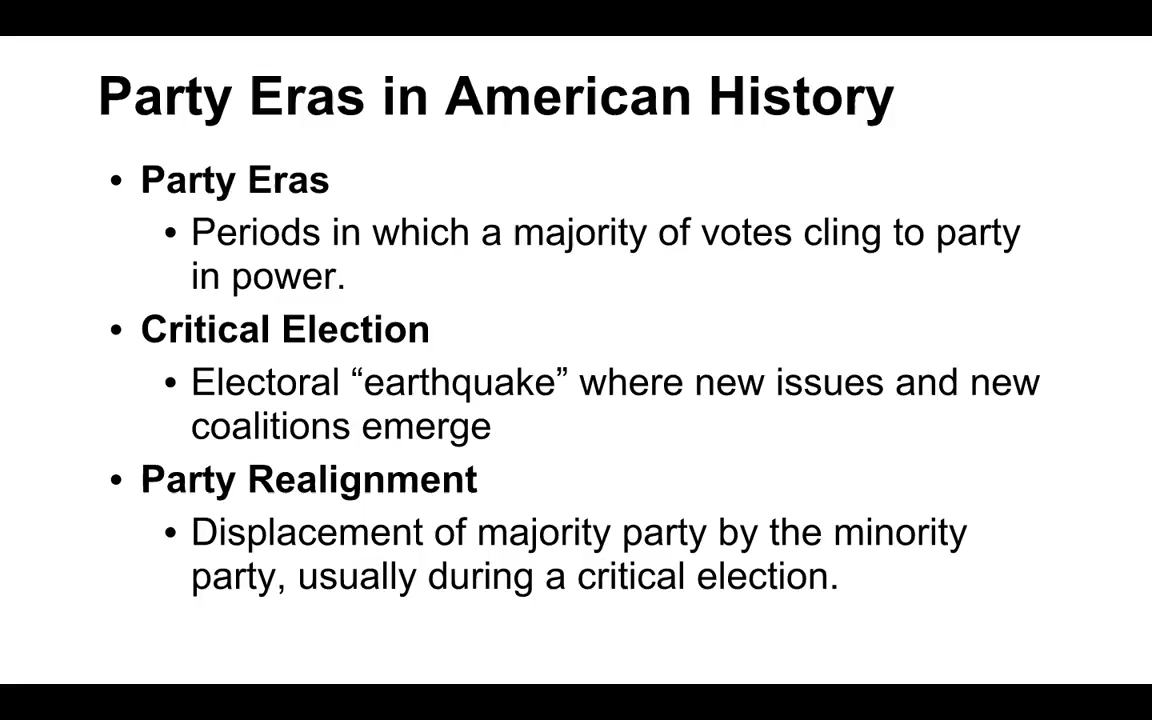 Party Eras in American History
• Party Eras
• Periods in which a majority of votes cling to party
in power.
• Critical Election
• Electoral “earthquake” where new issues and new
coalitions emerge
• Party Realignment
• Displacement of majority party by the minority
party, usually during a critical election.